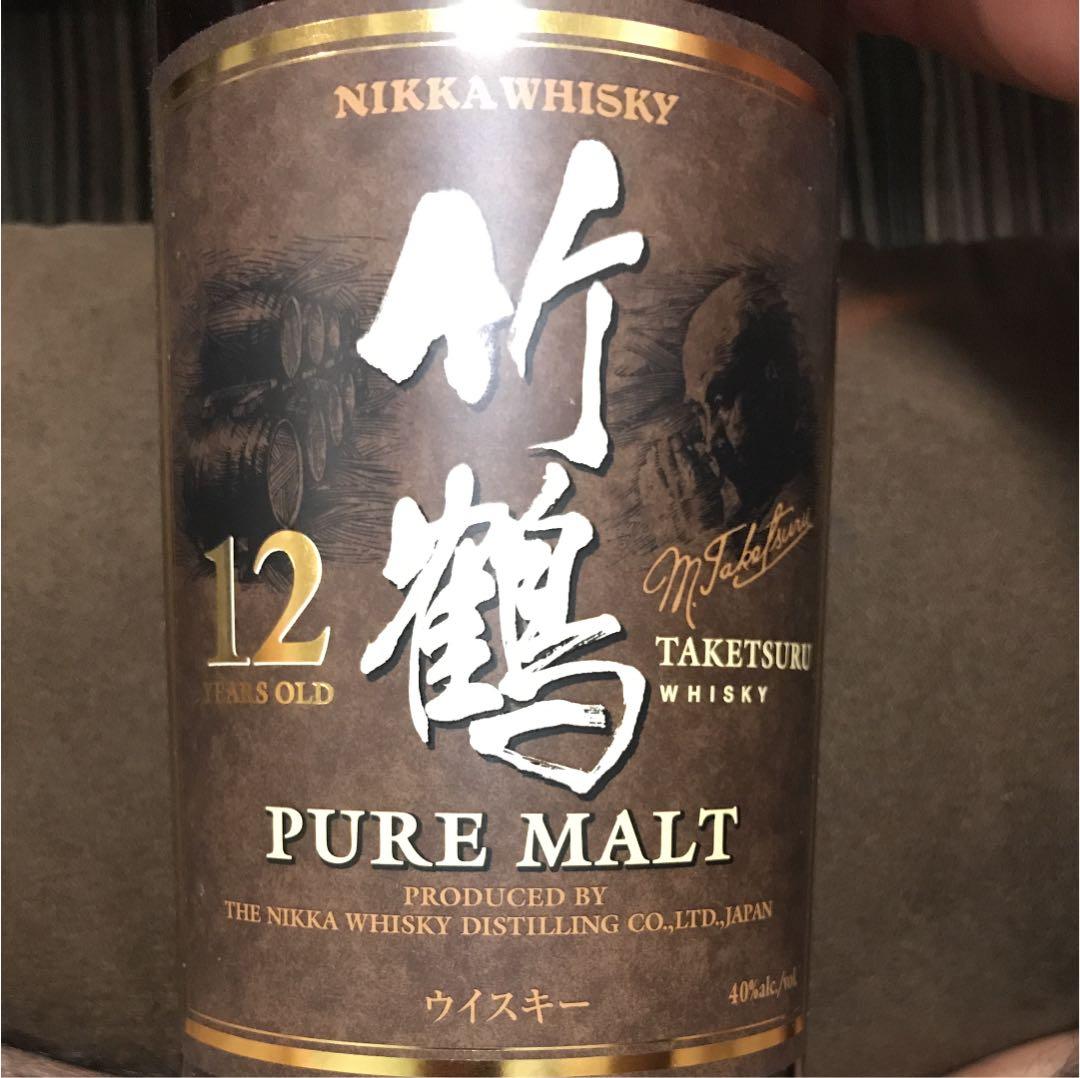 NIKKA WHISKY
竹鶴
12
YEARS OLD
M. Taketsuru
TAKETSURU
WHISKY
PURE MALT
PRODUCED BY
THE NIKKA WHISKY DISTILLING CO.,LTD.,JAPAN
ウイスキー
40%alc./vol.